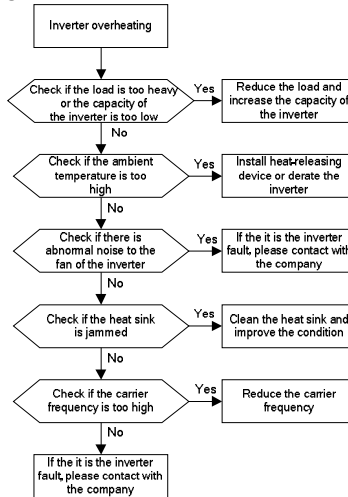 Inverter overheating
Check if the load is too heavy
or the capacity of
the inverter is too low
Yes
Reduce the load and
increase the capacity of
the inverter
No
Check if the ambient
temperature is too
high
Yes
Install heat-releasing
device or derate the
inverter
No
Check if there is
abnormal noise to the
fan of the inverter
Yes
If the it is the inverter
fault, please contact with
the company
No
Check if the heat sink
is jammed
Yes
Clean the heat sink and
improve the condition
No
Check if the carrier
frequency is too high
Yes
Reduce the carrier
frequency
No
If the it is the inverter
fault, please contact with
the company